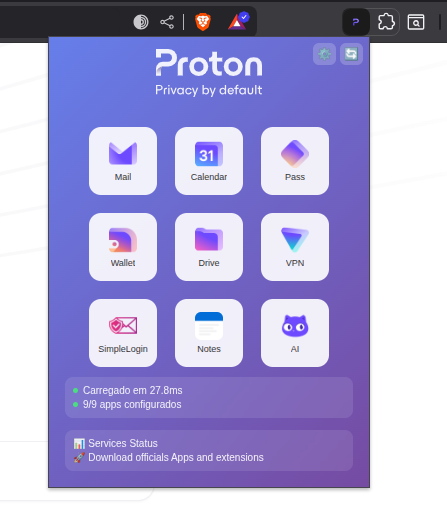 Proton
Privacy by default
31
Mail
Calendar
Pass
Wallet
Drive
VPN
SimpleLogin
Notes
AI
Carregado em 27.8ms
9/9 apps configurados
Services Status
Download officials Apps and extensions